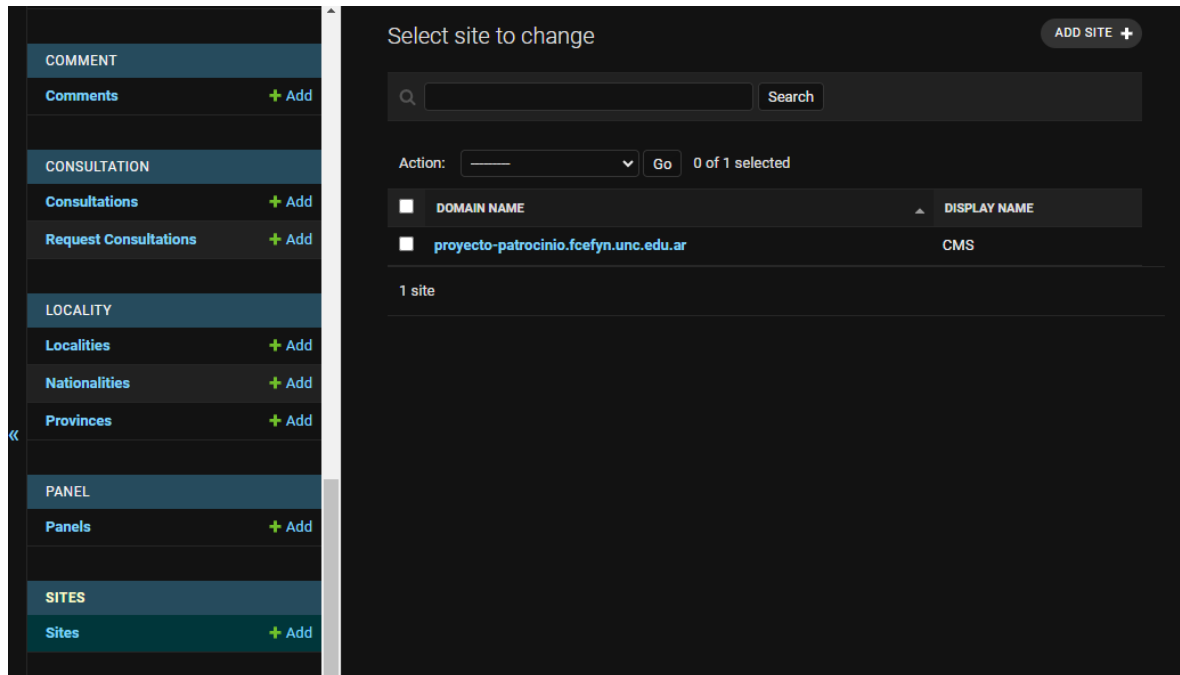 COMMENT
Comments + Add
CONSULTATION
Consultations + Add
Request Consultations + Add
LOCALITY
Localities + Add
Nationalities + Add
Provinces + Add
«
PANEL
Panels + Add
SITES
Sites + Add
Select site to change
ADD SITE +
Search
Action: --------- Go 0 of 1 selected
DOMAIN NAME DISPLAY NAME
proyecto-patrocinio.fcefyn.unc.edu.ar CMS
1 site